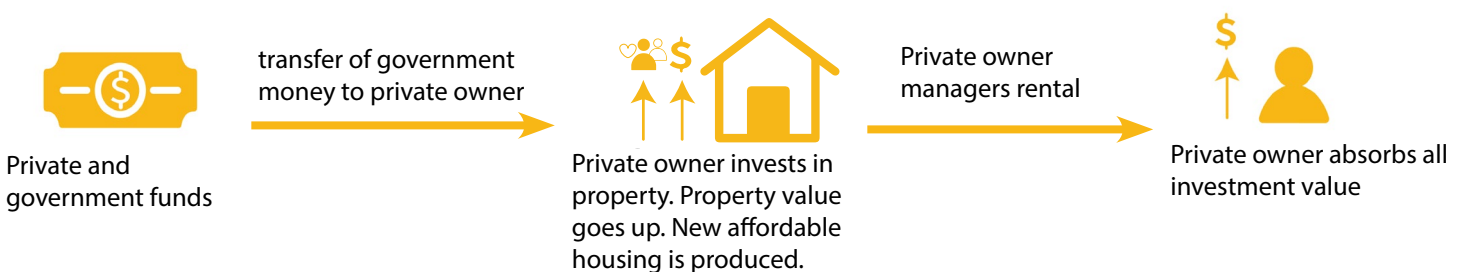 Private and
government funds
transfer of government
money to private owner
$
Private owner invests in
property. Property value
goes up. New affordable
housing is produced.
Private owner
managers rental
$
Private owner absorbs all
investment value